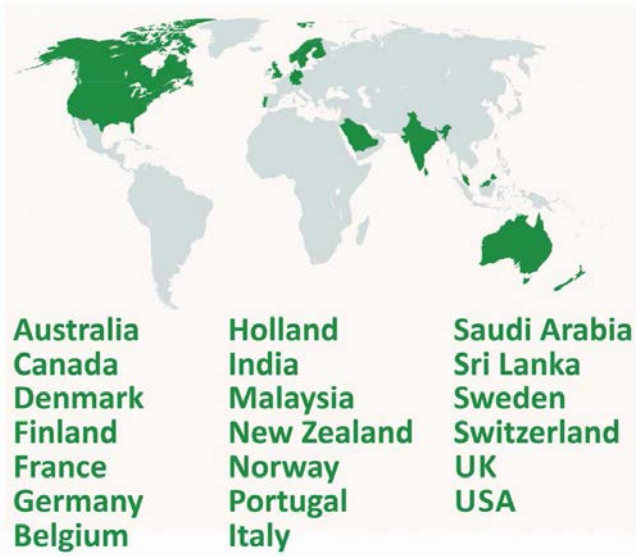 Australia
Canada
Denmark
Finland
France
Germany
Belgium
Holland
India
Malaysia
New Zealand
Norway
Portugal
Italy
Saudi Arabia
Sri Lanka
Sweden
Switzerland
UK
USA